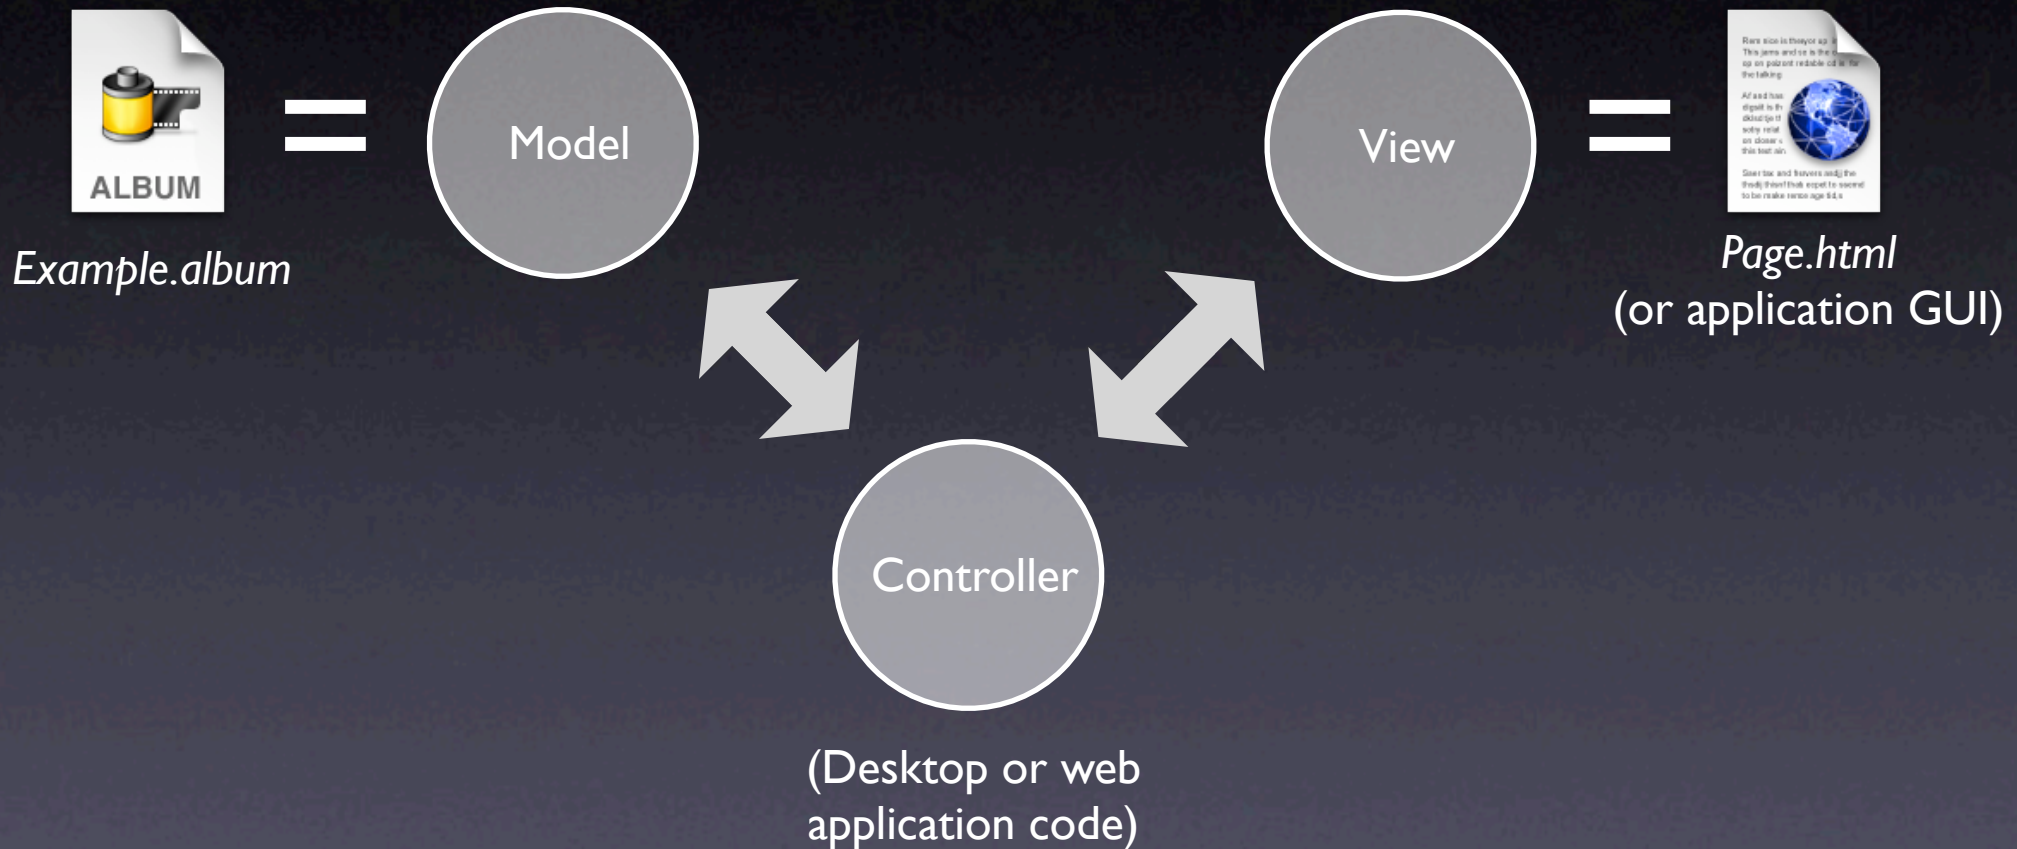 ALBUM
=
Model
View
=
Example.album
Page.html
(or application GUI)
Controller
(Desktop or web
application code)